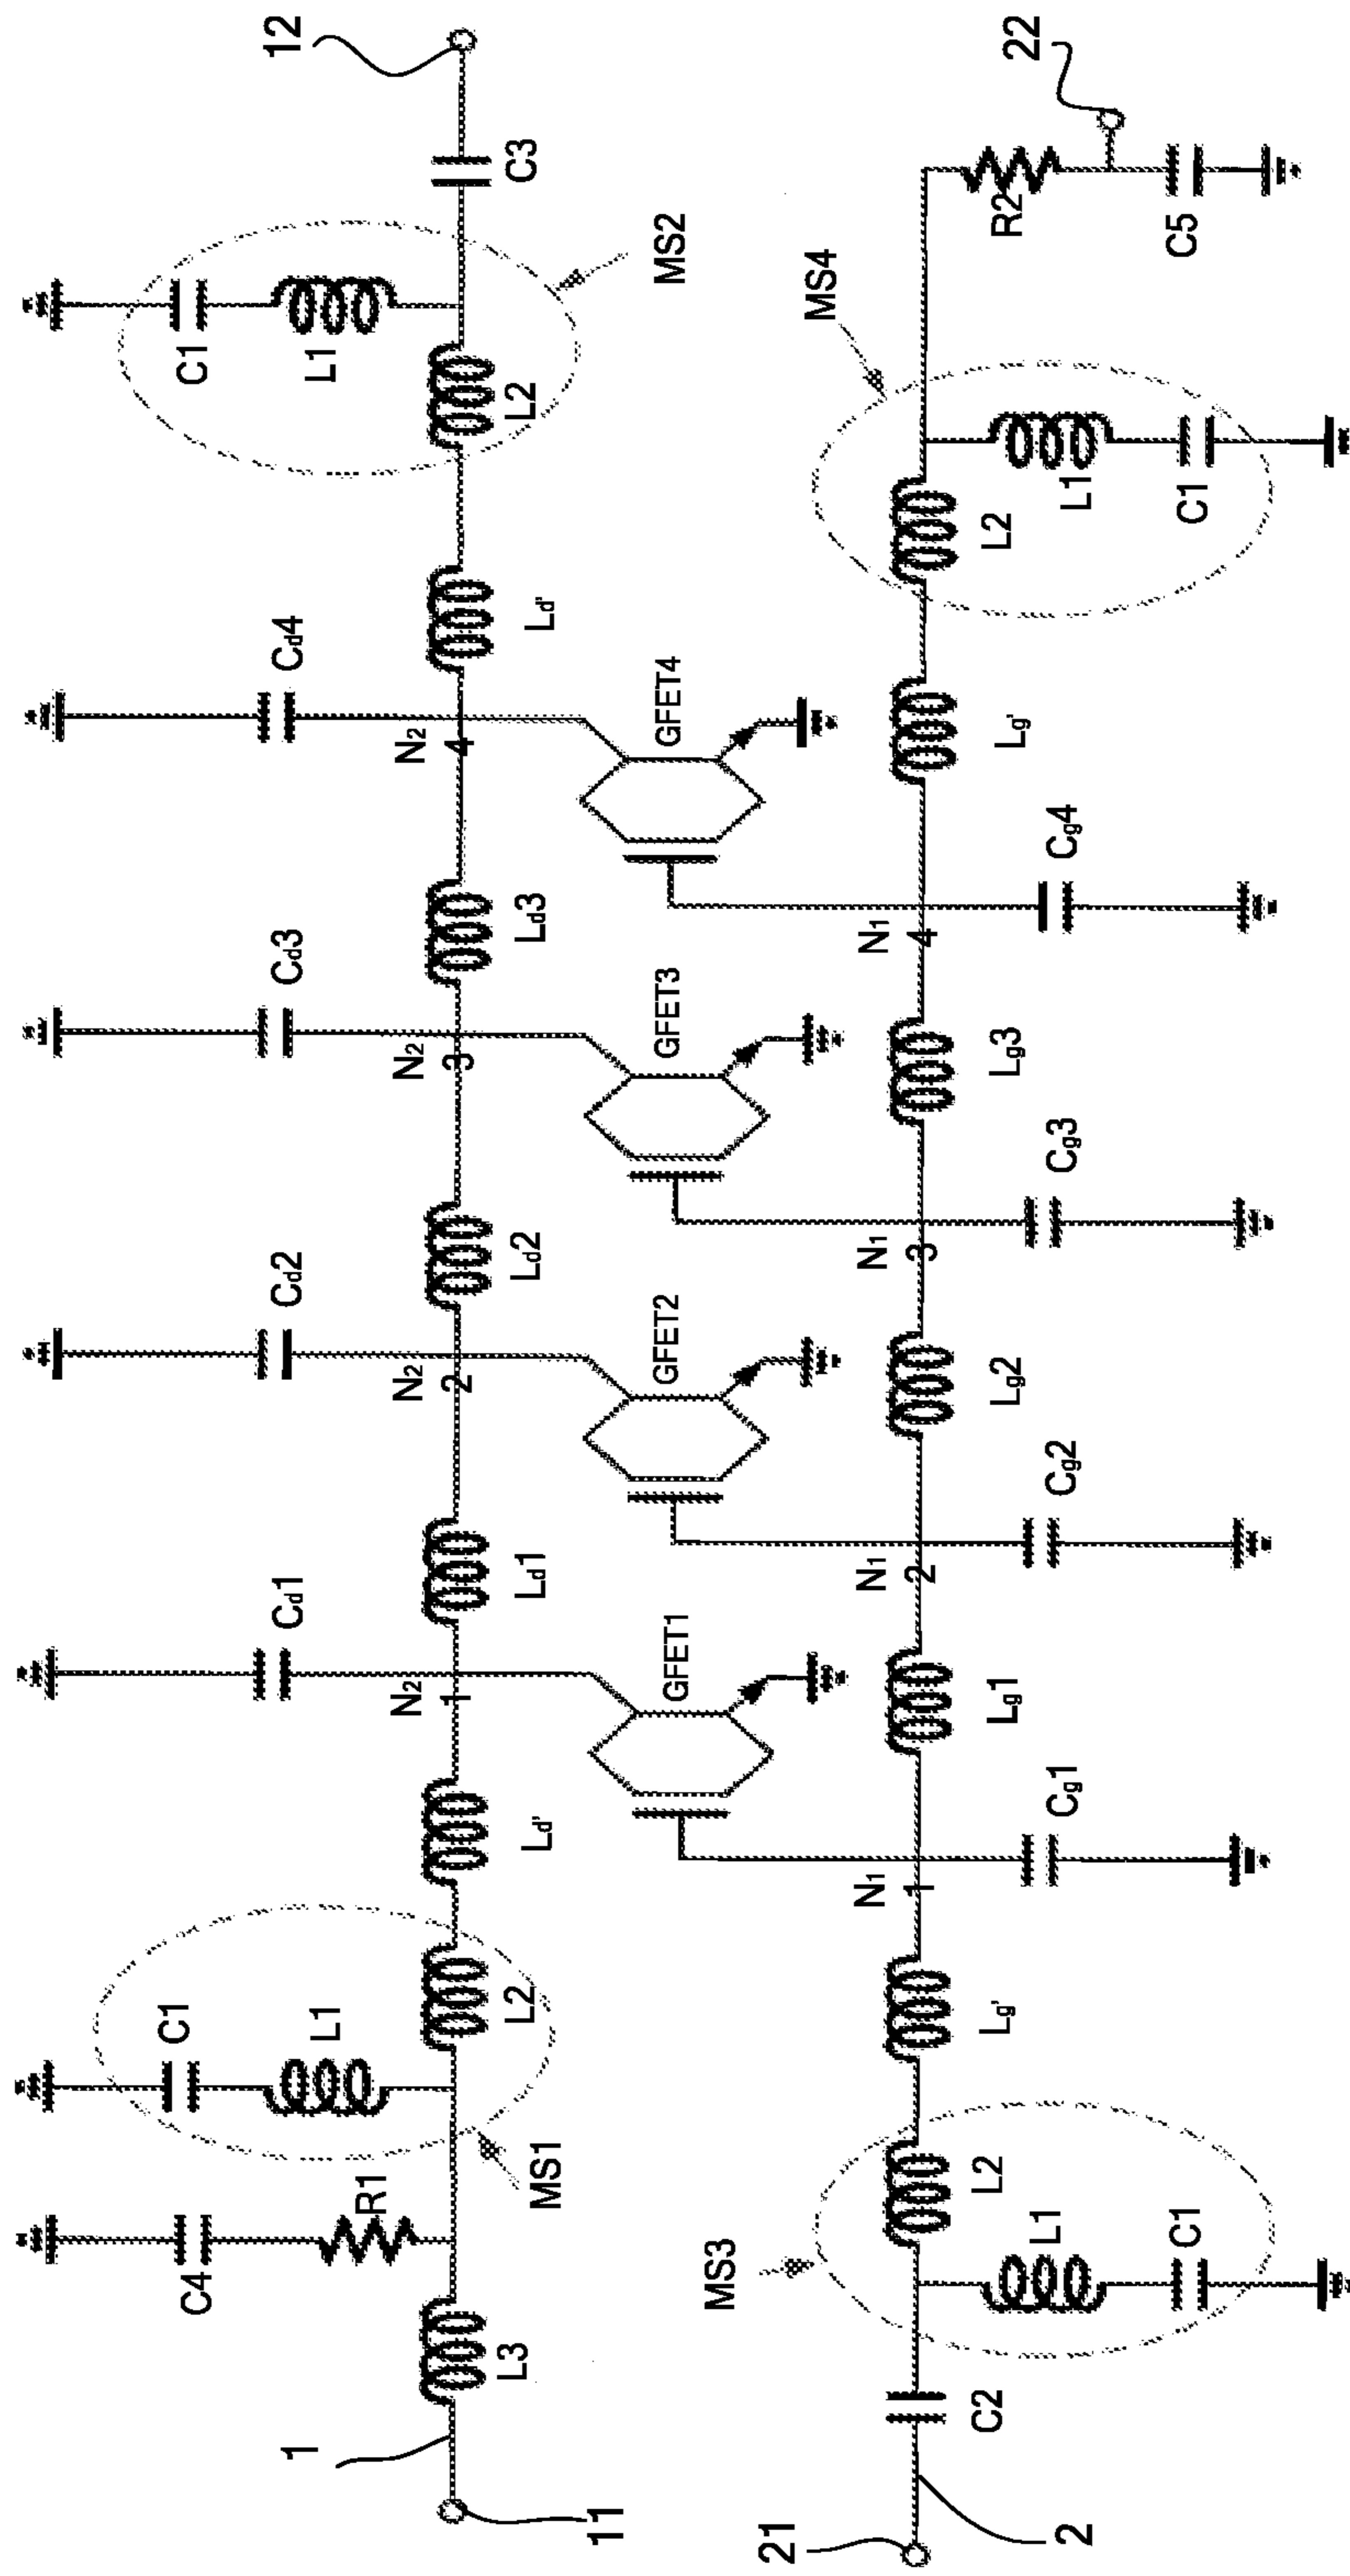 C4
C1
Cd1
Cd2
Cd3
Cd4
C1
12
R1
L1
L1
1
N2
1
N2
2
N2
3
N2
4
C3
11
L3
MS1
L2
Ld'
Ld1
Ld2
Ld3
Ld'
L2
MS2
GFET1
GFET2
GFET3
GFET4
MS3
MS4
22
21
N1
1
N1
2
N1
3
N1
4
R2
C2
L2
Lg'
Lg1
Lg2
Lg3
Lg'
L2
2
L1
Cg1
Cg2
Cg3
Cg4
L1
C5
C1
C1